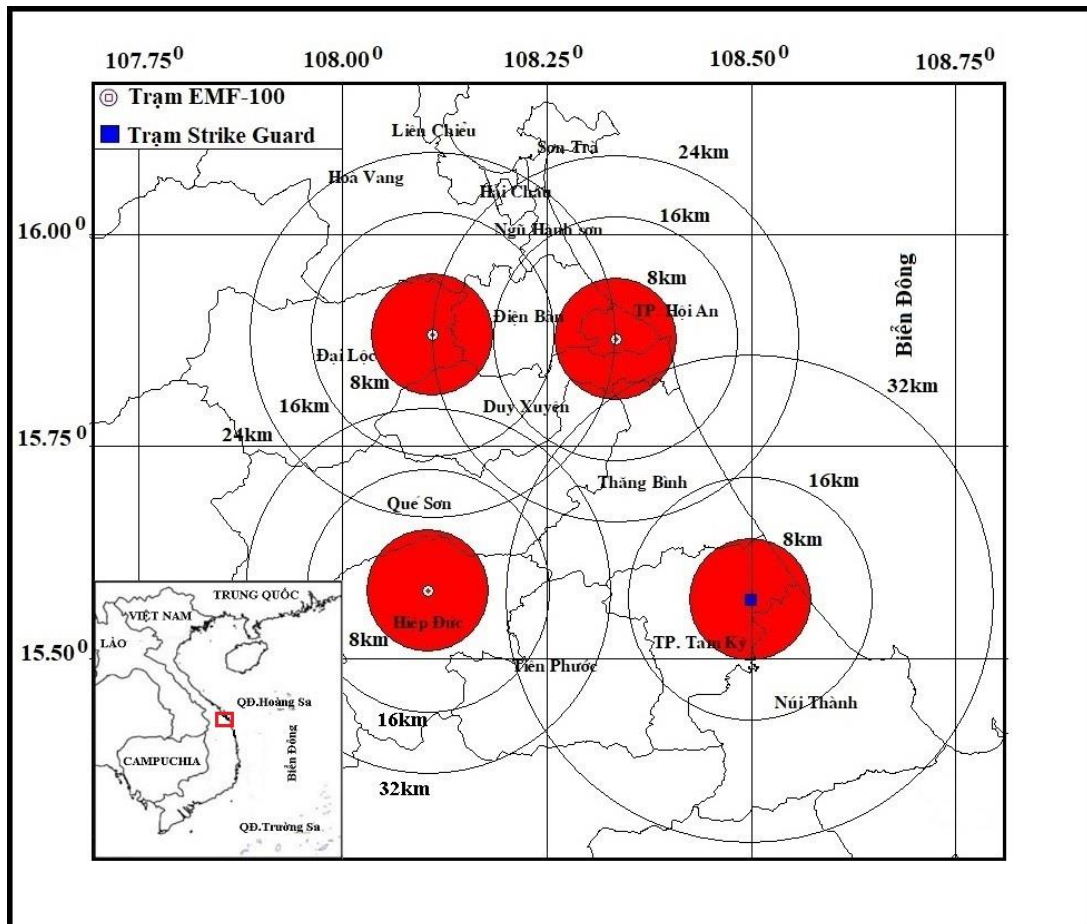 107.75⁰ 108.00⁰ 108.25⁰ 108.50⁰ 108.75⁰
Trạm EMF-100
Trạm Strike Guard
Liên Chiểu
Sơn Trà
24km
Hòa Vang
Hải Châu
16km
Ngũ Hành sơn
16.00⁰
Biển Đông
8km
TP. Hội An
Điện Bàn
Đại Lộc
8km
32km
16km
Duy Xuyên
24km
15.75⁰
Thăng Bình
16km
Quế Sơn
8km
TRUNG QUỐC
VIỆT NAM
Hiệp Đức
LÀO
8km
TP. Tam Kỳ
15.50⁰
Tiên Phước
QĐ.Hoàng Sa
Núi Thành
16km
Biển Đông
CAMPUCHIA
32km
QĐ.Trường Sa